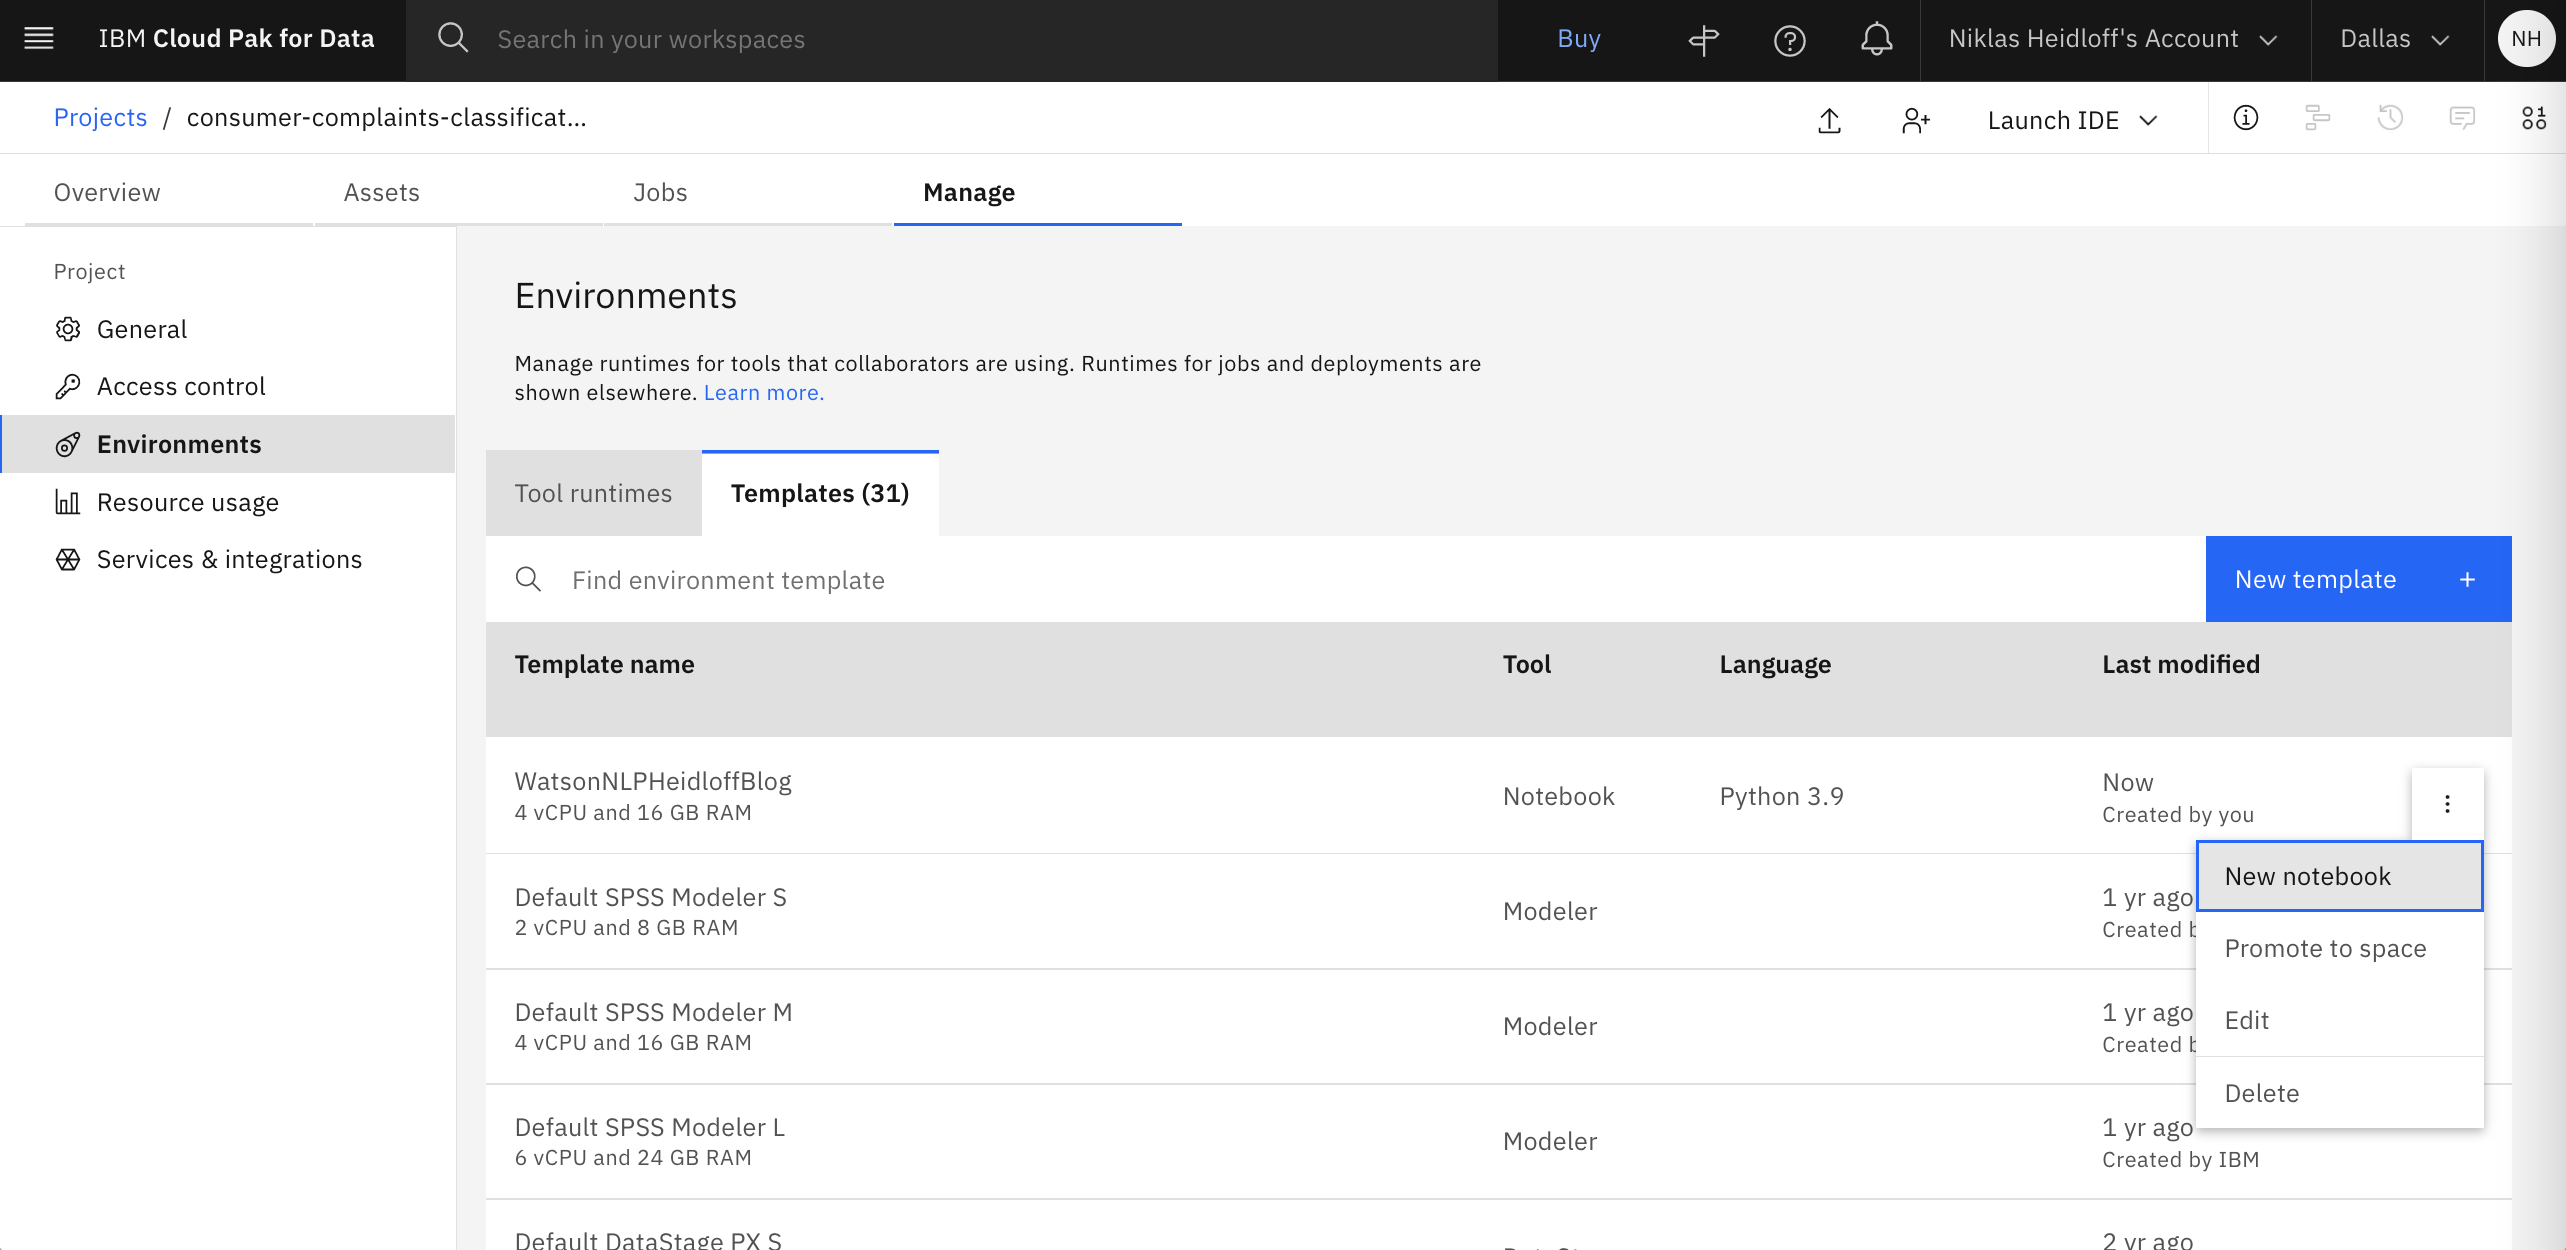 IBM Cloud Pak for Data
Search in your workspaces
Buy
Niklas Heidloff's Account
Dallas
NH
Projects / consumer-complaints-classificat...
Launch IDE
Overview
Assets
Jobs
Manage
Project
General
Access control
Environments
Resource usage
Services & integrations
Environments
Manage runtimes for tools that collaborators are using. Runtimes for jobs and deployments are
shown elsewhere. Learn more.
Tool runtimes
Templates (31)
Find environment template
New template +
Template name
Tool
Language
Last modified
WatsonNLPHeidloffBlog
4 vCPU and 16 GB RAM
Notebook
Python 3.9
Now
Created by you
New notebook
Promote to space
Edit
Delete
Default SPSS Modeler S
2 vCPU and 8 GB RAM
Modeler
1 yr ago
Created
Default SPSS Modeler M
4 vCPU and 16 GB RAM
Modeler
1 yr ago
Created
Default SPSS Modeler L
6 vCPU and 24 GB RAM
Modeler
1 yr ago
Created by IBM
Default DataStage PX S
2 yr ago